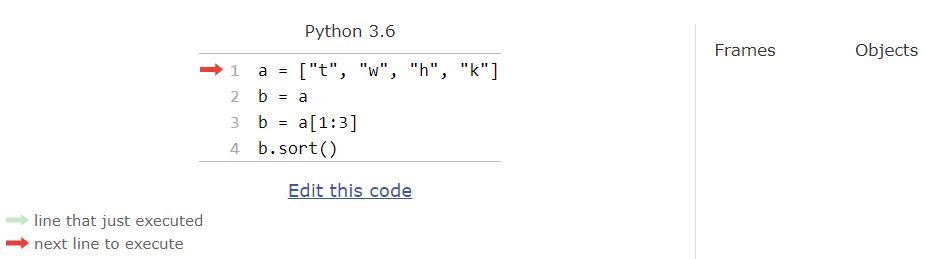 Python 3.6
Frames Objects
1 a = ["t", "w", "h", "k"]
2 b = a
3 b = a[1:3]
4 b.sort()
Edit this code
line that just executed
next line to execute